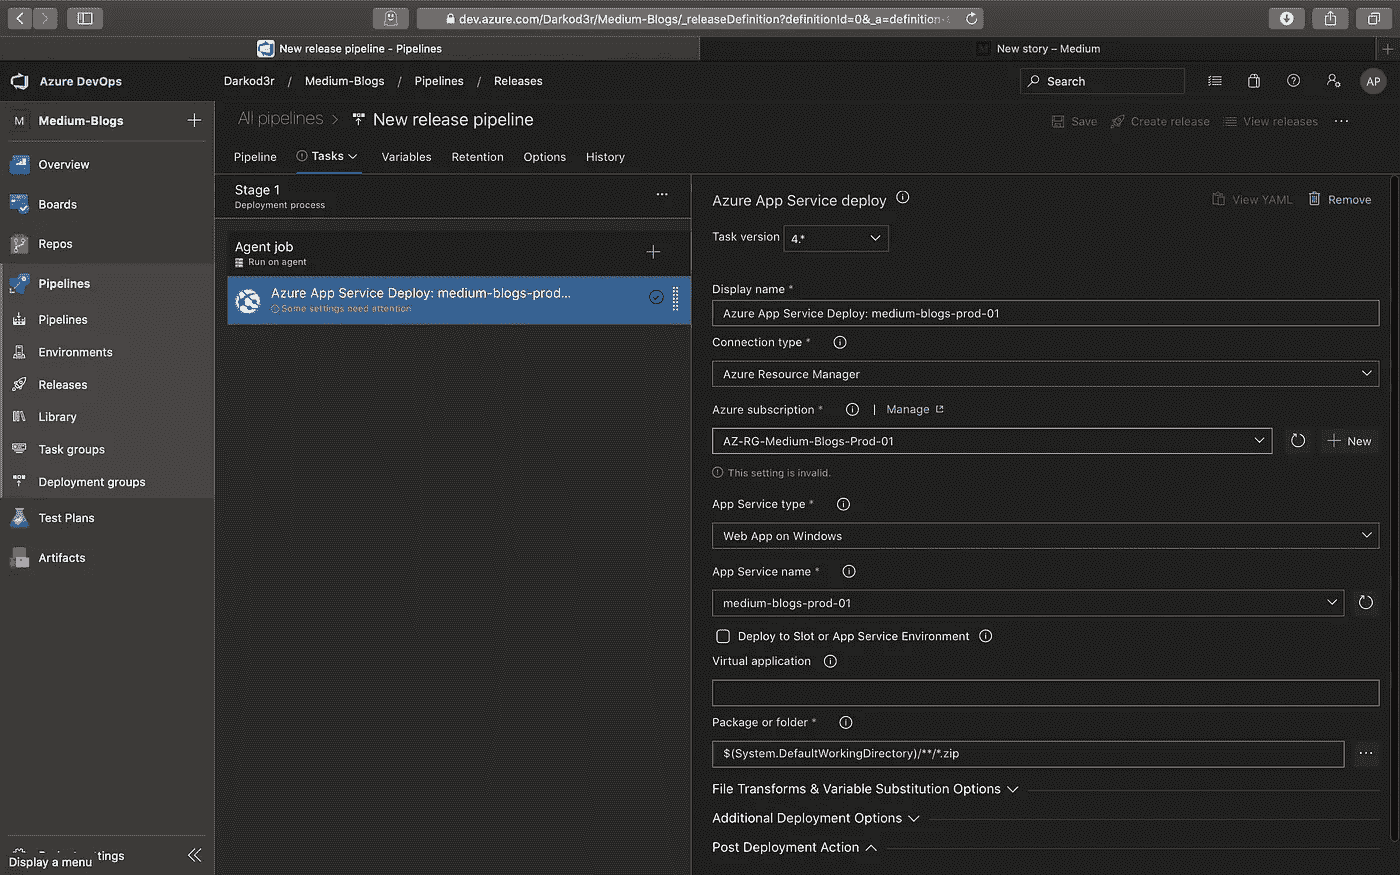 dev.azure.com/Darkod3r/Medium-Blogs/_releaseDefinition?definitionId=0&_a=definition-
New release pipeline - Pipelines
New story – Medium
Azure DevOps
Darkod3r / Medium-Blogs / Pipelines / Releases
Search
AP
M Medium-Blogs
All pipelines > New release pipeline
Save
Create release
View releases
Pipeline
Tasks
Variables
Retention
Options
History
Overview
Boards
Repos
Pipelines
Pipelines
Environments
Releases
Library
Task groups
Deployment groups
Test Plans
Artifacts
ttings
Display a menu
Stage 1
Deployment process
Agent job
Run on agent
Azure App Service Deploy: medium-blogs-prod...
Some settings need attention
Azure App Service deploy
View YAML
Remove
Task version 4.*
Display name *
Azure App Service Deploy: medium-blogs-prod-01
Connection type *
Azure Resource Manager
Azure subscription * | Manage
AZ-RG-Medium-Blogs-Prod-01
New
This setting is invalid.
App Service type *
Web App on Windows
App Service name *
medium-blogs-prod-01
Deploy to Slot or App Service Environment
Virtual application
Package or folder *
$(System.DefaultWorkingDirectory)/**/*.zip
File Transforms & Variable Substitution Options
Additional Deployment Options
Post Deployment Action